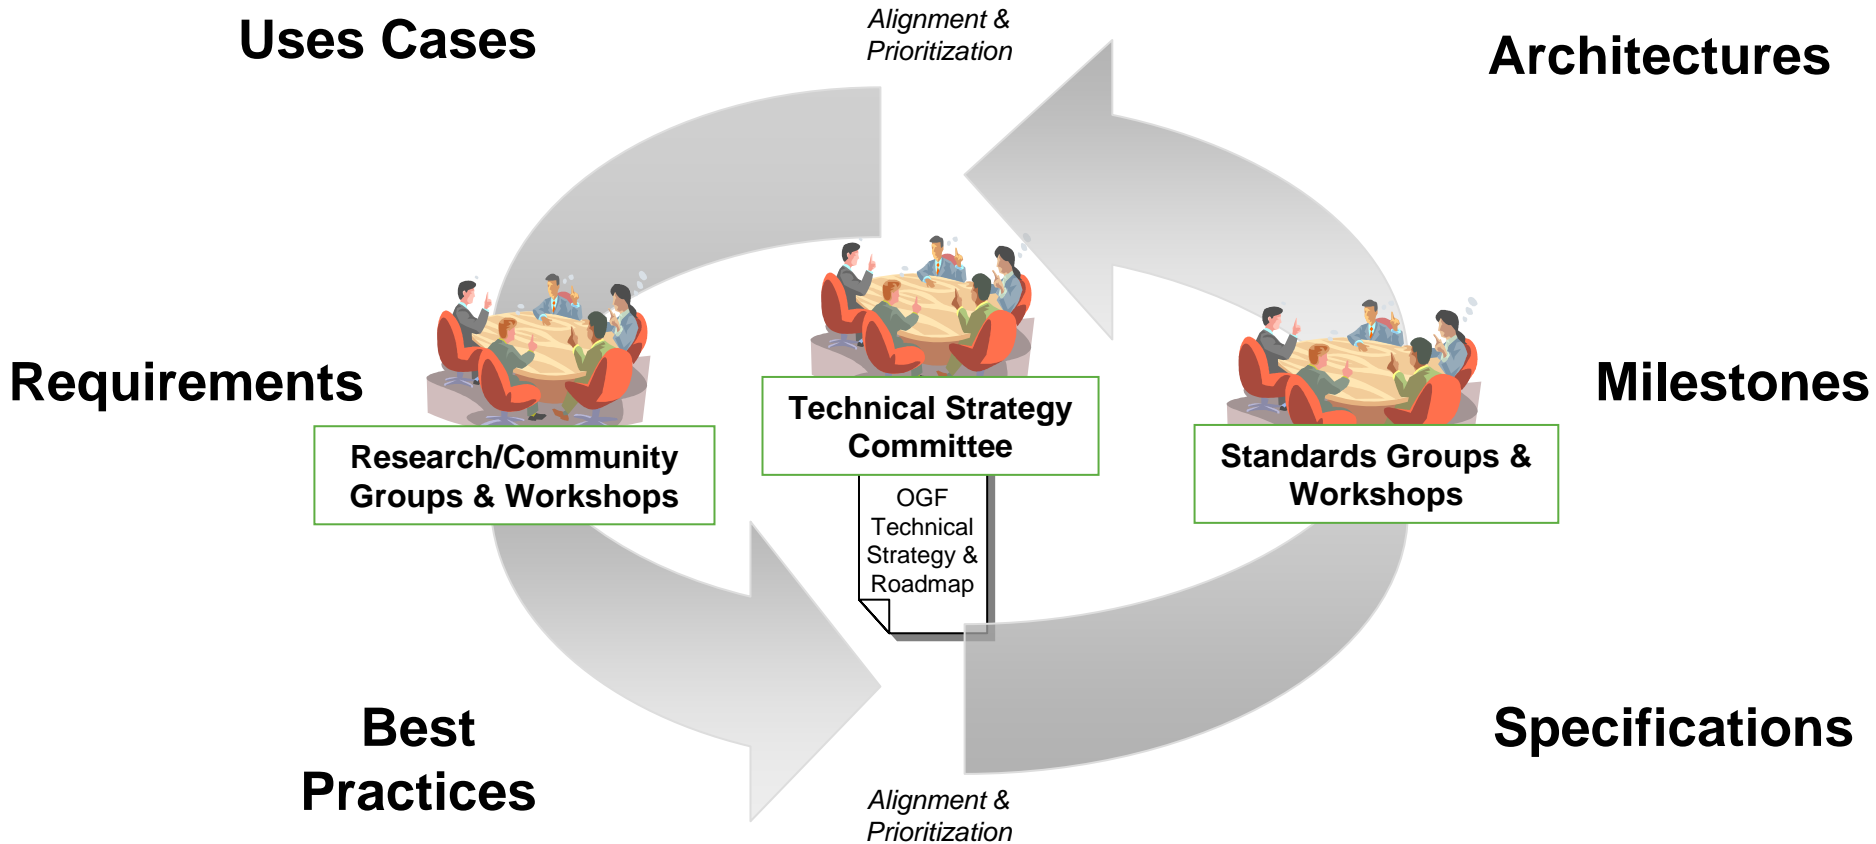 Uses Cases
Alignment &
Prioritization
Architectures
Requirements
Research/Community
Groups & Workshops
Technical Strategy
Committee
OGF
Technical
Strategy &
Roadmap
Standards Groups &
Workshops
Milestones
Best
Practices
Alignment &
Prioritization
Specifications